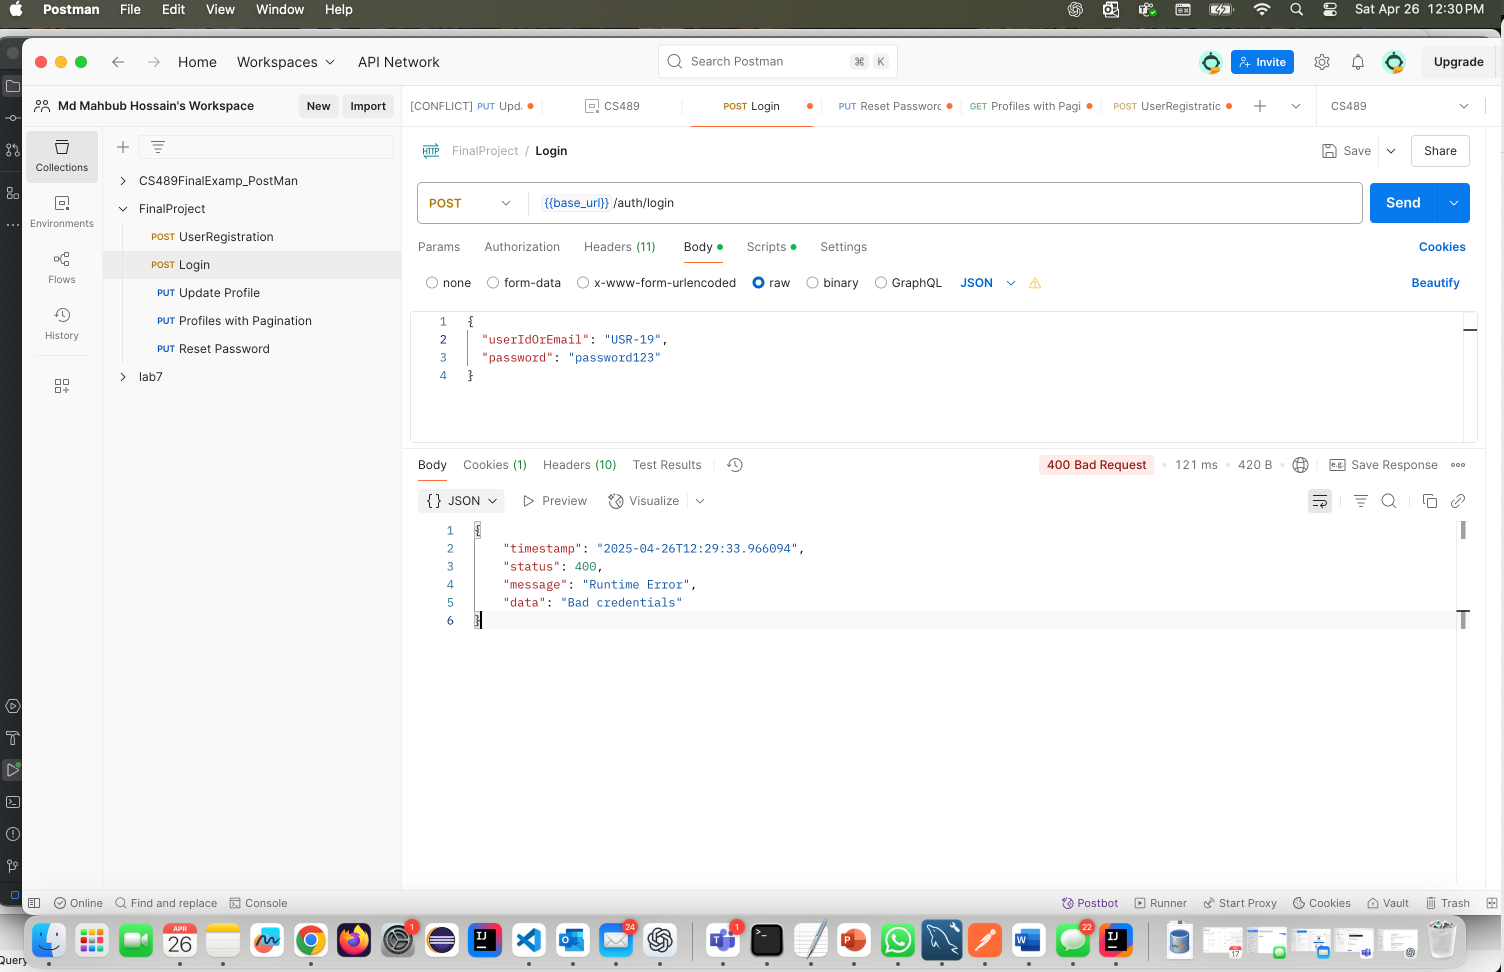 Postman File Edit View Window Help Sat Apr 26 12:30 PM
Home Workspaces API Network Search Postman ⌘ K Invite Upgrade
Md Mahbub Hossain's Workspace New Import [CONFLICT] PUT Upd CS489 POST Login PUT Reset Password GET Profiles with Pagi POST UserRegistratic CS489
Collections
Environments
Flows
History
CS489FinalExamp_PostMan
FinalProject
POST UserRegistration
POST Login
PUT Update Profile
PUT Profiles with Pagination
PUT Reset Password
lab7
HTTP FinalProject / Login Save Share
POST {{base_url}} /auth/login Send
Params Authorization Headers (11) Body Scripts Settings Cookies
none form-data x-www-form-urlencoded raw binary GraphQL JSON Beautify
1 {
2 "userIdOrEmail": "USR-19",
3 "password": "password123"
4 }
Body Cookies (1) Headers (10) Test Results 400 Bad Request 121 ms 420 B e.g. Save Response
{} JSON Preview Visualize
1 {
2 "timestamp": "2025-04-26T12:29:33.966094",
3 "status": 400,
4 "message": "Runtime Error",
5 "data": "Bad credentials"
6 }
Online Find and replace Console Postbot Runner Start Proxy Cookies Vault Trash
APR
26
1
24
1
22
17
Query